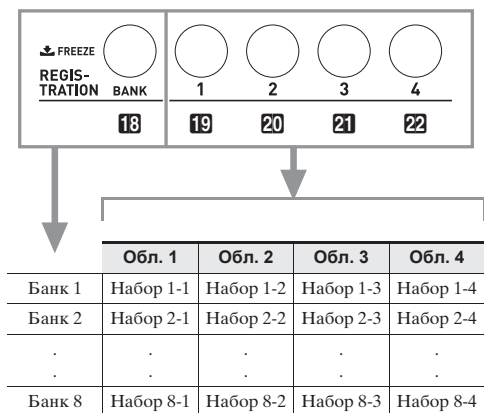 FREEZE
REGIS-
TRATION BANK 1 2 3 4
18 19 20 21 22
Обл. 1 Обл. 2 Обл. 3 Обл. 4
Банк 1 Набор 1-1 Набор 1-2 Набор 1-3 Набор 1-4
Банк 2 Набор 2-1 Набор 2-2 Набор 2-3 Набор 2-4
. . . . .
. . . . .
Банк 8 Набор 8-1 Набор 8-2 Набор 8-3 Набор 8-4